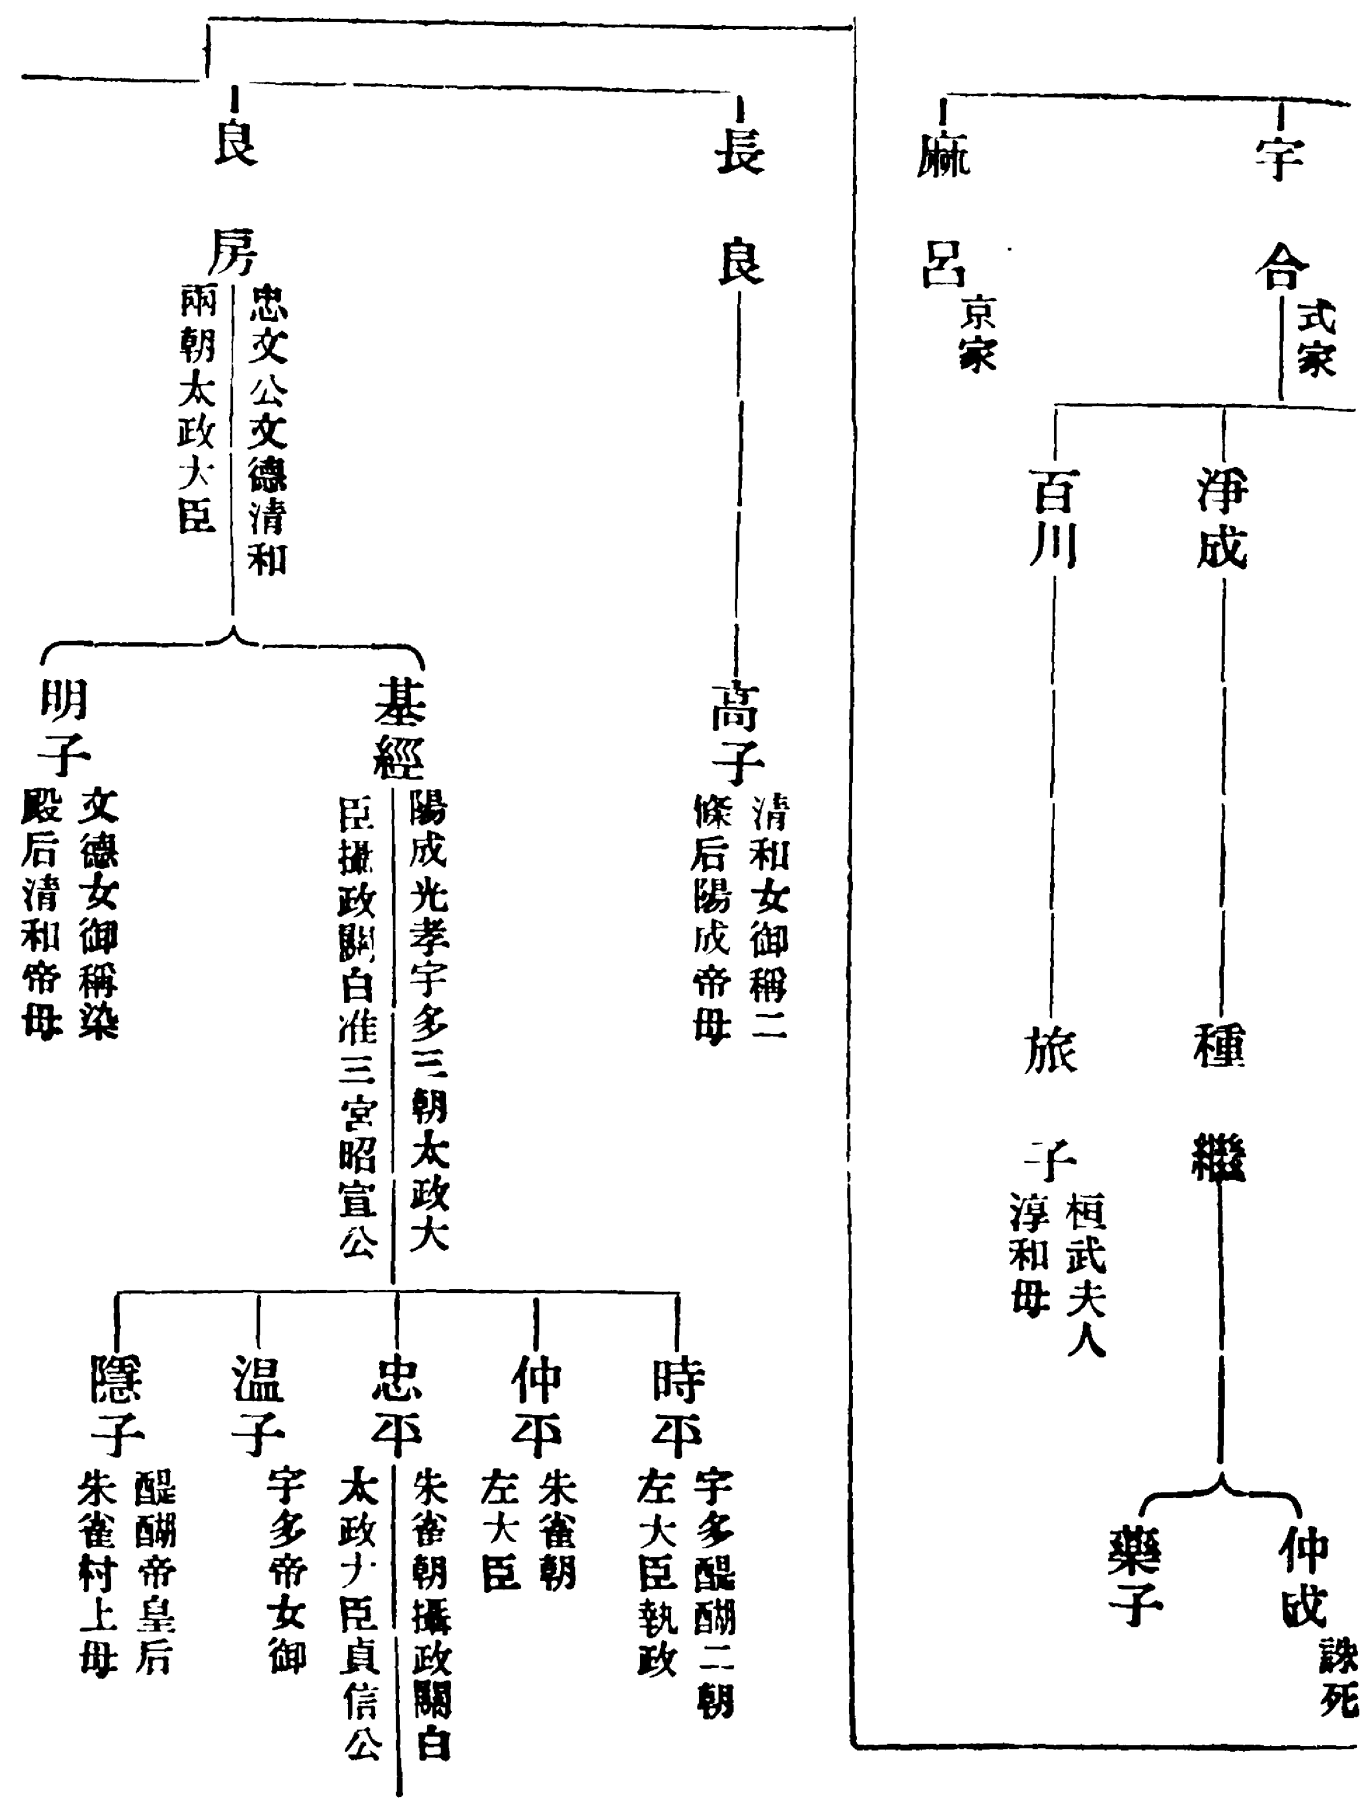 宇合
式家
麻呂
京家
淨成
百川
種繼
旅子
桓武夫人
淳和母
仲成
誅死
藥子
長良
良房
忠文公文德清和
兩朝太政大臣
高子
清和女御稱二
條后陽成帝母
基經
陽成光孝宇多三朝太政大
臣攝政關白准三宮昭宣公
明子
文德女御稱染
殿后清和帝母
時平
宇多醍醐二朝
左大臣執政
仲平
朱雀朝
左大臣
忠平
朱雀朝攝政關白
太政大臣貞信公
温子
宇多帝女御
隱子
醍醐帝皇后
朱雀村上母